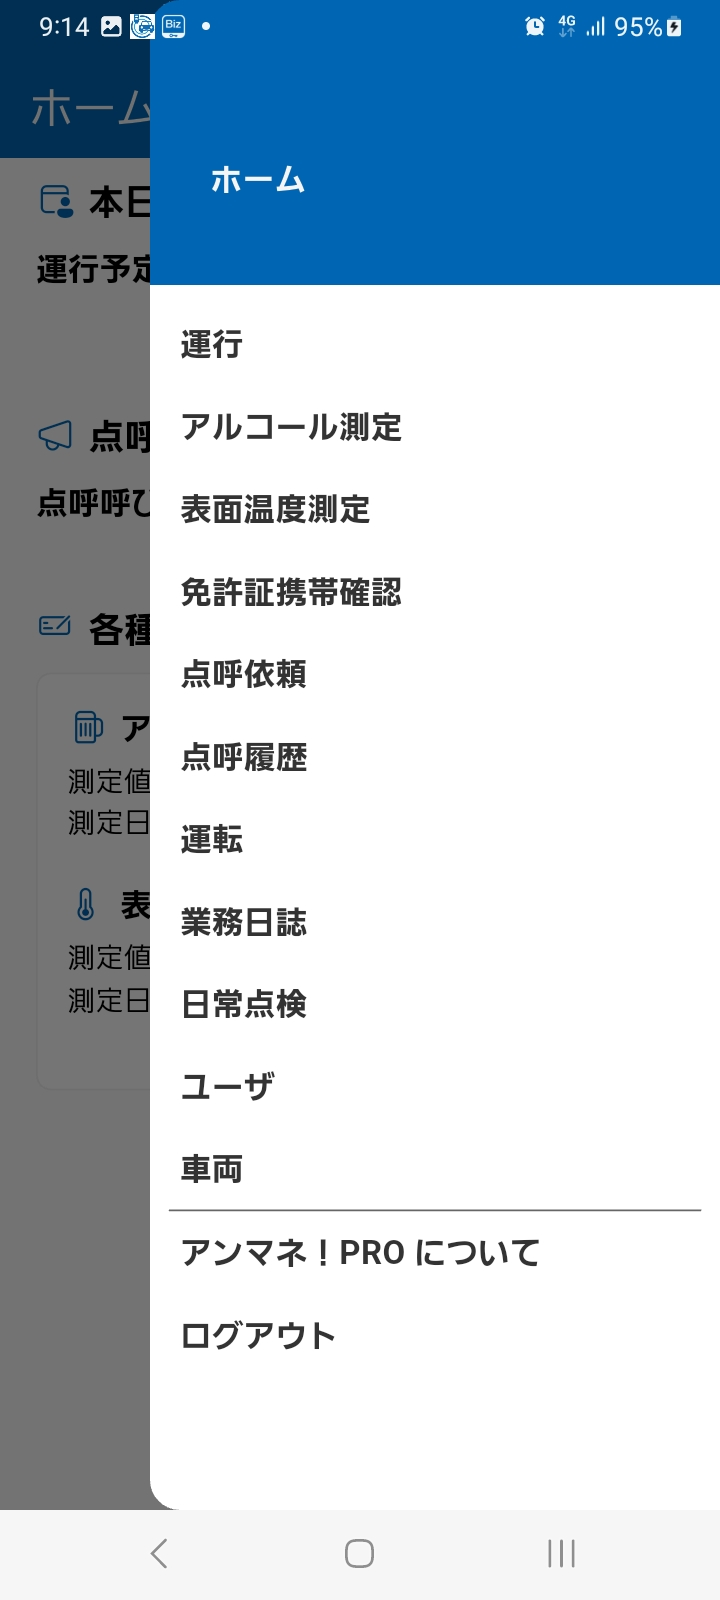 9:14 Biz 4G 95%
ホーム
ホーム
本日
運行予定
点呼
点呼呼び
各種
ア
測定値
測定日
表
測定値
測定日
運行
アルコール測定
表面温度測定
免許証携帯確認
点呼依頼
点呼履歴
運転
業務日誌
日常点検
ユーザ
車両
アンマネ！PRO について
ログアウト